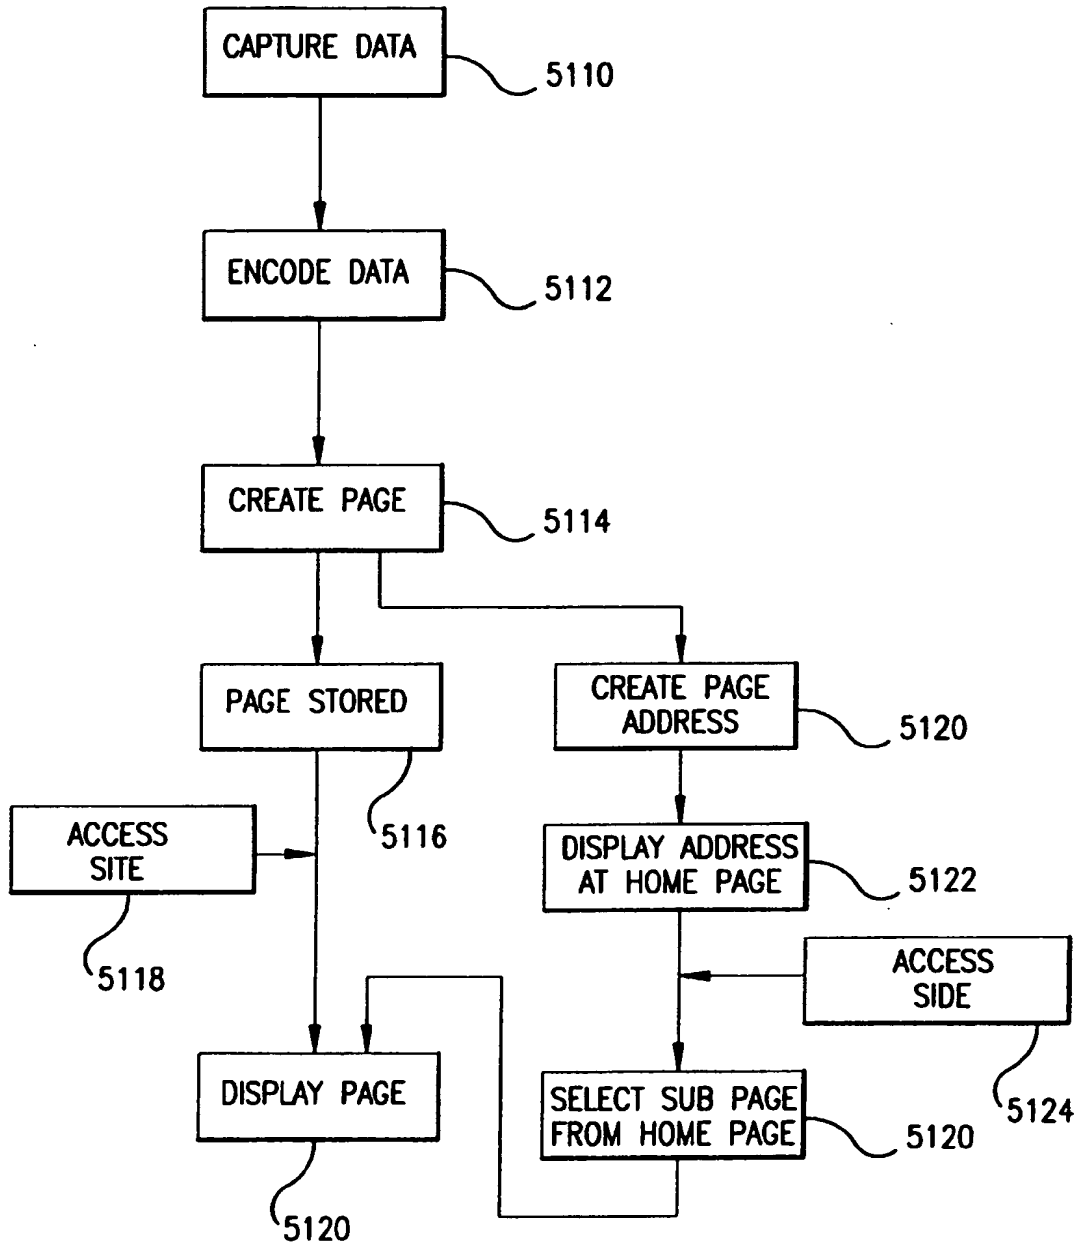 CAPTURE DATA
5110
ENCODE DATA
5112
CREATE PAGE
5114
PAGE STORED
5116
CREATE PAGE
ADDRESS
5120
ACCESS
SITE
5118
DISPLAY ADDRESS
AT HOME PAGE
5122
ACCESS
SIDE
5124
DISPLAY PAGE
5120
SELECT SUB PAGE
FROM HOME PAGE
5120